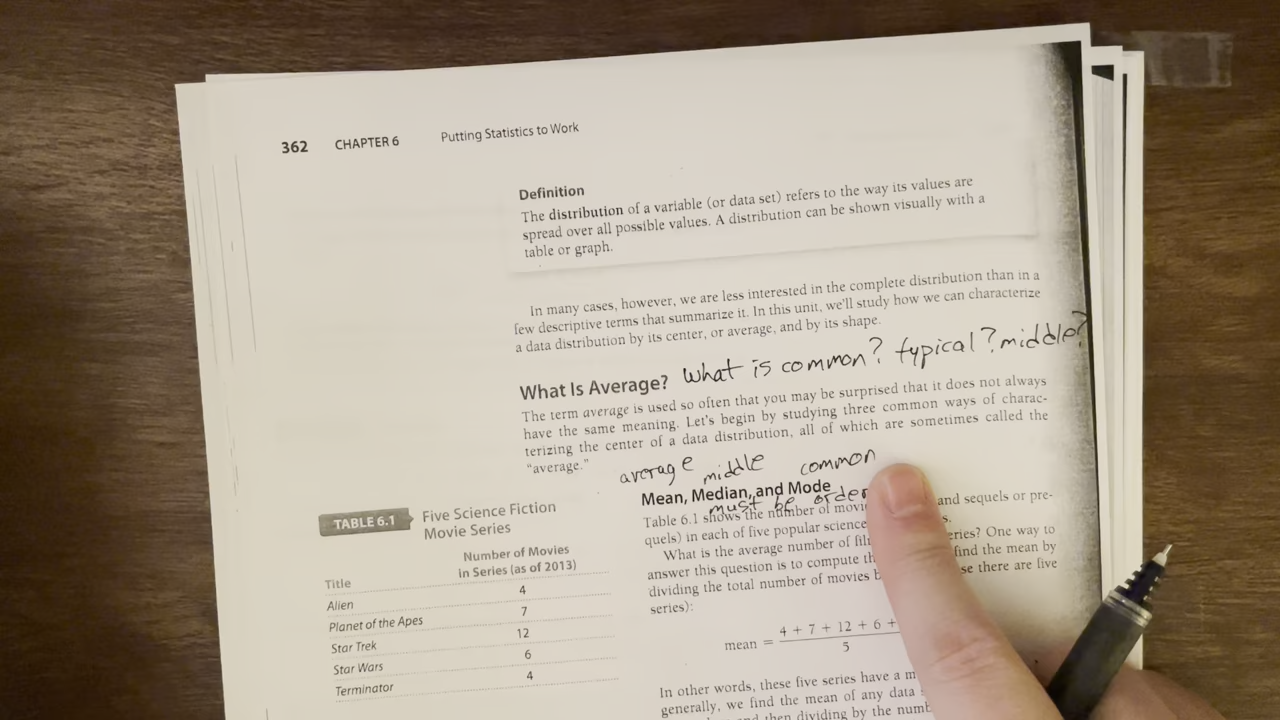 362 CHAPTER 6 Putting Statistics to Work
Definition
The distribution of a variable (or data set) refers to the way its values are
spread over all possible values. A distribution can be shown visually with a
table or graph.
In many cases, however, we are less interested in the complete distribution than in a
few descriptive terms that summarize it. In this unit, we'll study how we can characterize
a data distribution by its center, or average, and by its shape.
What Is Average? What is common? typical? middle?
The term average is used so often that you may be surprised that it does not always
have the same meaning. Let's begin by studying three common ways of charac-
terizing the center of a data distribution, all of which are sometimes called the
"average."
average middle common
Mean, Median, and Mode
must be order
Table 6.1 shows the number of movi and sequels or pre-
quels) in each of five popular science s.
What is the average number of fil eries? One way to
answer this question is to compute th find the mean by
dividing the total number of movies b se there are five
series):
mean = 4 + 7 + 12 + 6 +
5
In other words, these five series have a m
generally, we find the mean of any data
then dividing by the numb
TABLE 6.1 Five Science Fiction
Movie Series
Number of Movies
Title in Series (as of 2013)
Alien 4
Planet of the Apes 7
Star Trek 12
Star Wars 6
Terminator 4